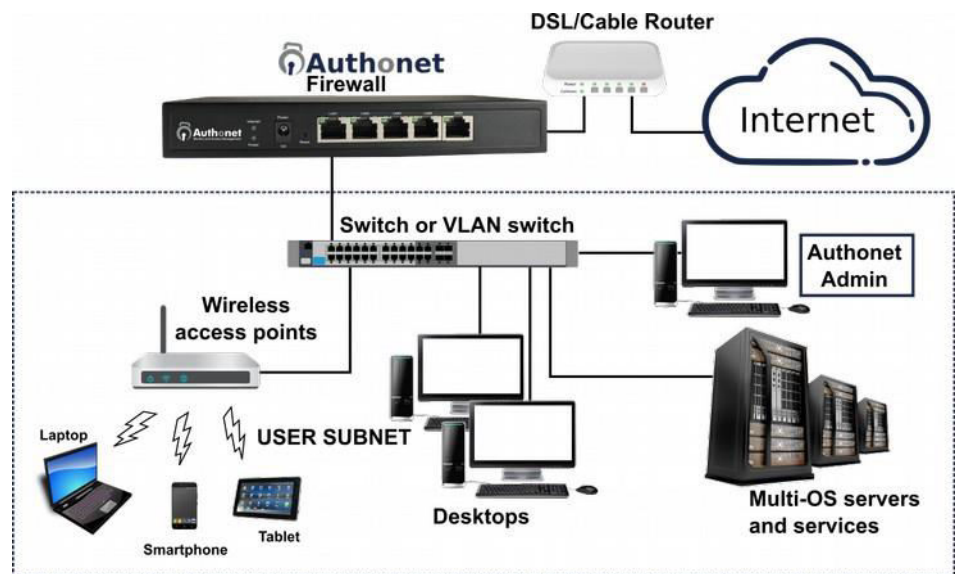 DSL/Cable Router
Authonet
Firewall
Internet
Authonet
Switch or VLAN switch
Authonet
Admin
Wireless
access points
USER SUBNET
Laptop
Smartphone
Tablet
Desktops
Multi-OS servers
and services